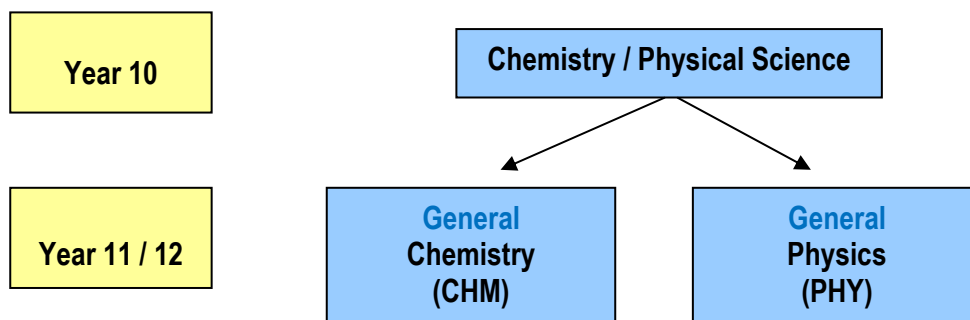 Year 10
Chemistry / Physical Science
Year 11 / 12
General
Chemistry
(CHM)
General
Physics
(PHY)